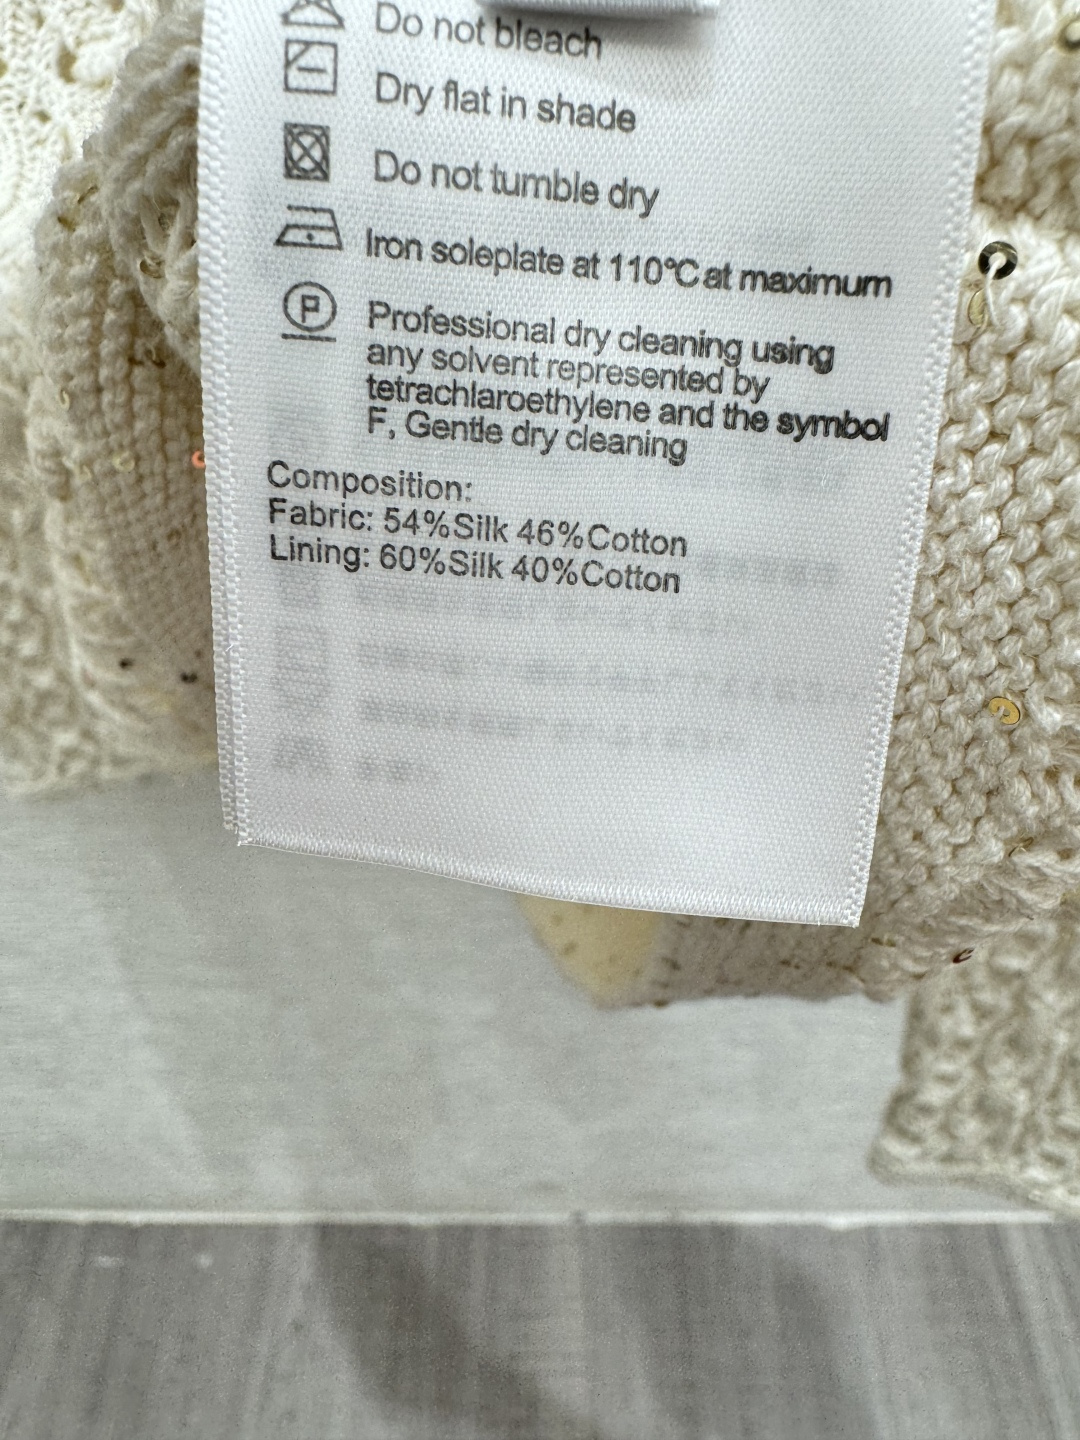 Do not bleach
Dry flat in shade
Do not tumble dry
Iron soleplate at 110°C at maximum
P
Professional dry cleaning using
any solvent represented by
tetrachlaroethylene and the symbol
F, Gentle dry cleaning
Composition:
Fabric: 54%Silk 46%Cotton
Lining: 60%Silk 40%Cotton